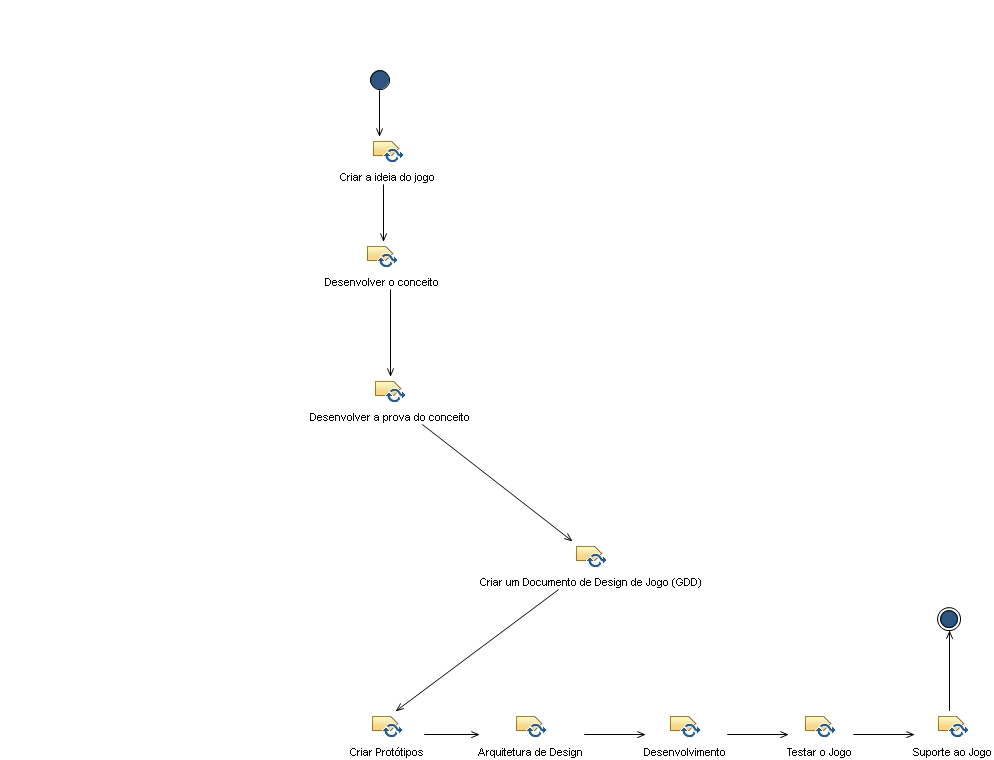 Criar a ideia do jogo
Desenvolver o conceito
Desenvolver a prova do conceito
Criar um Documento de Design de Jogo (GDD)
Criar Protótipos
Arquitetura de Design
Desenvolvimento
Testar o Jogo
Suporte ao Jogo